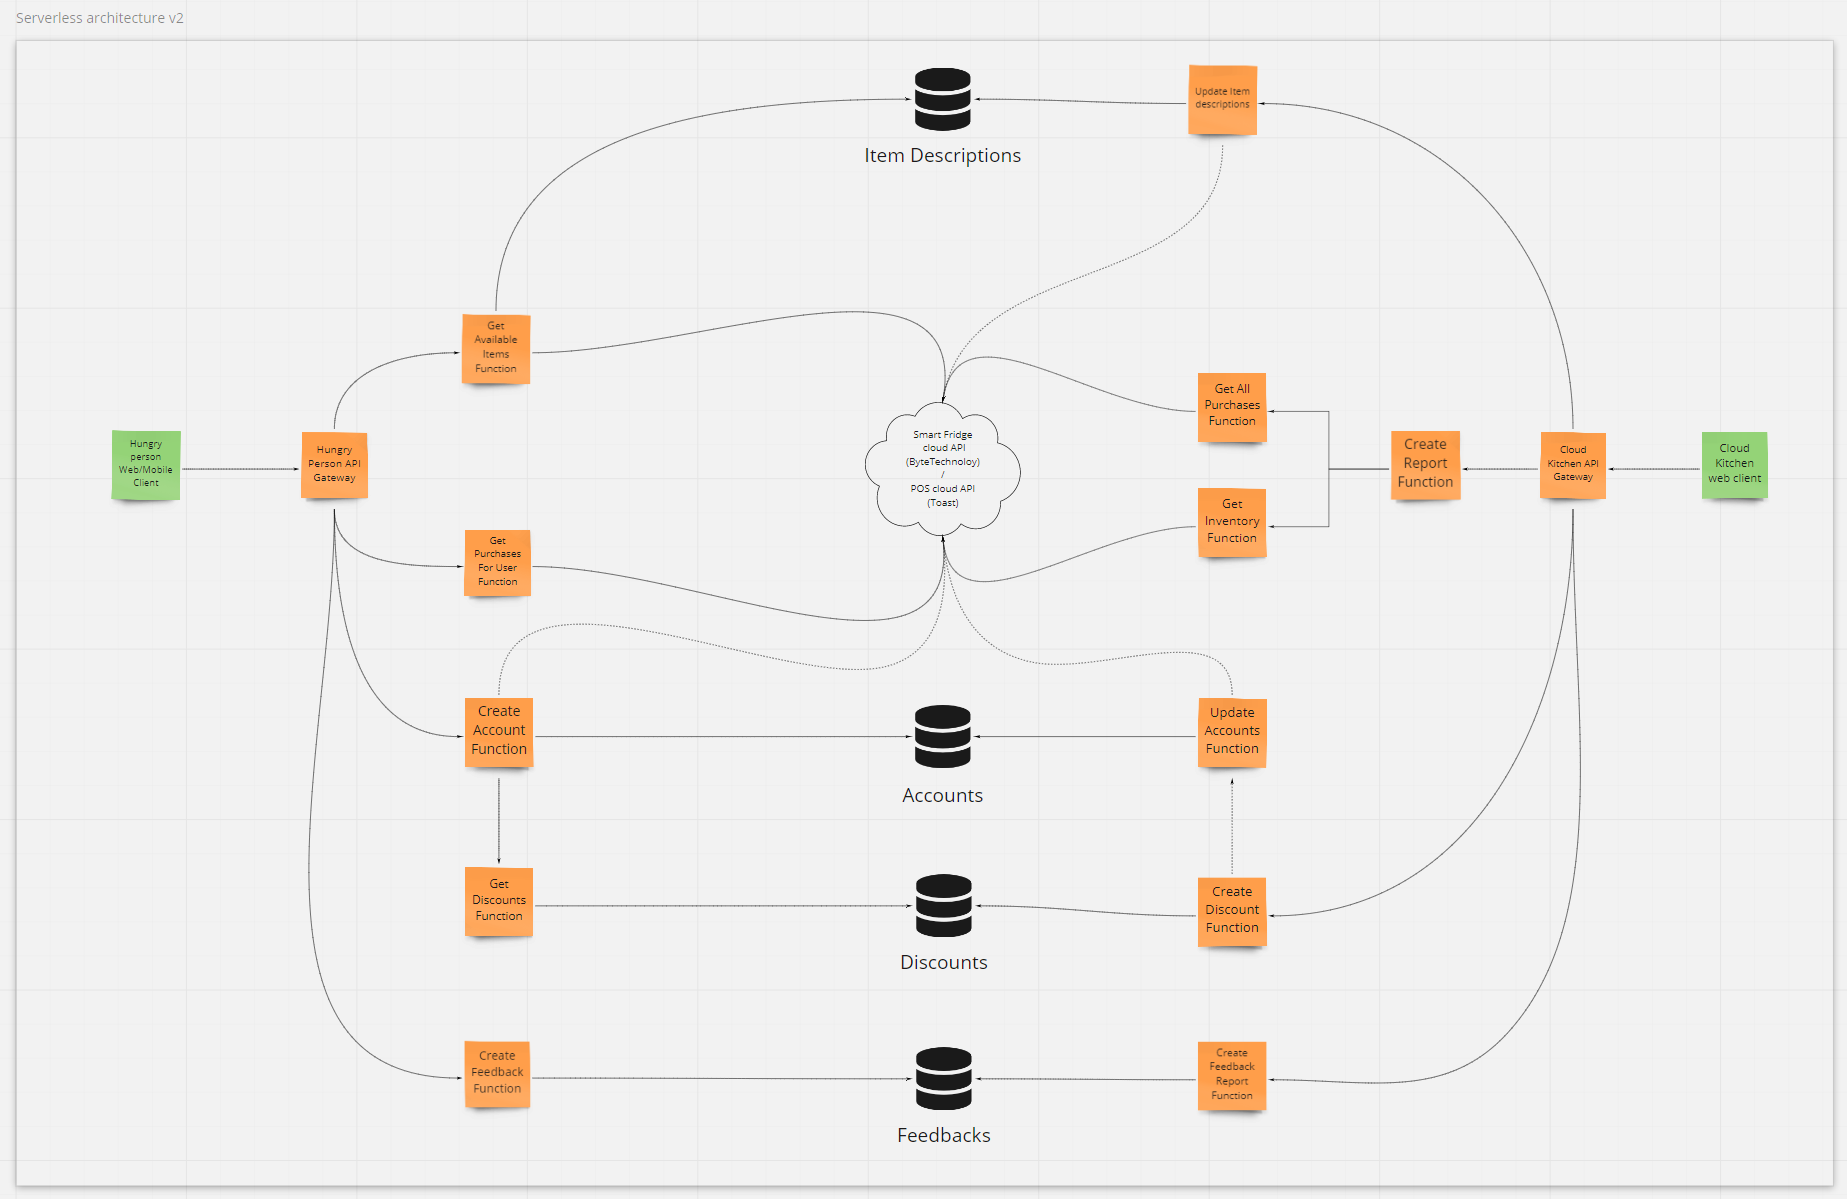 Serverless architecture v2
Item Descriptions
Update Item
descriptions
Get
Available
Items
Function
Get All
Purchases
Function
Smart Fridge
cloud API
(ByteTechnoloy)
/
POS cloud API
(Toast)
Hungry
person
Web/Mobile
Client
Hungry
Person API
Gateway
Create
Report
Function
Cloud
Kitchen API
Gateway
Cloud
Kitchen
web client
Get
Inventory
Function
Get
Purchases
For User
Function
Create
Account
Function
Update
Accounts
Function
Accounts
Get
Discounts
Function
Create
Discount
Function
Discounts
Create
Feedback
Function
Create
Feedback
Report
Function
Feedbacks